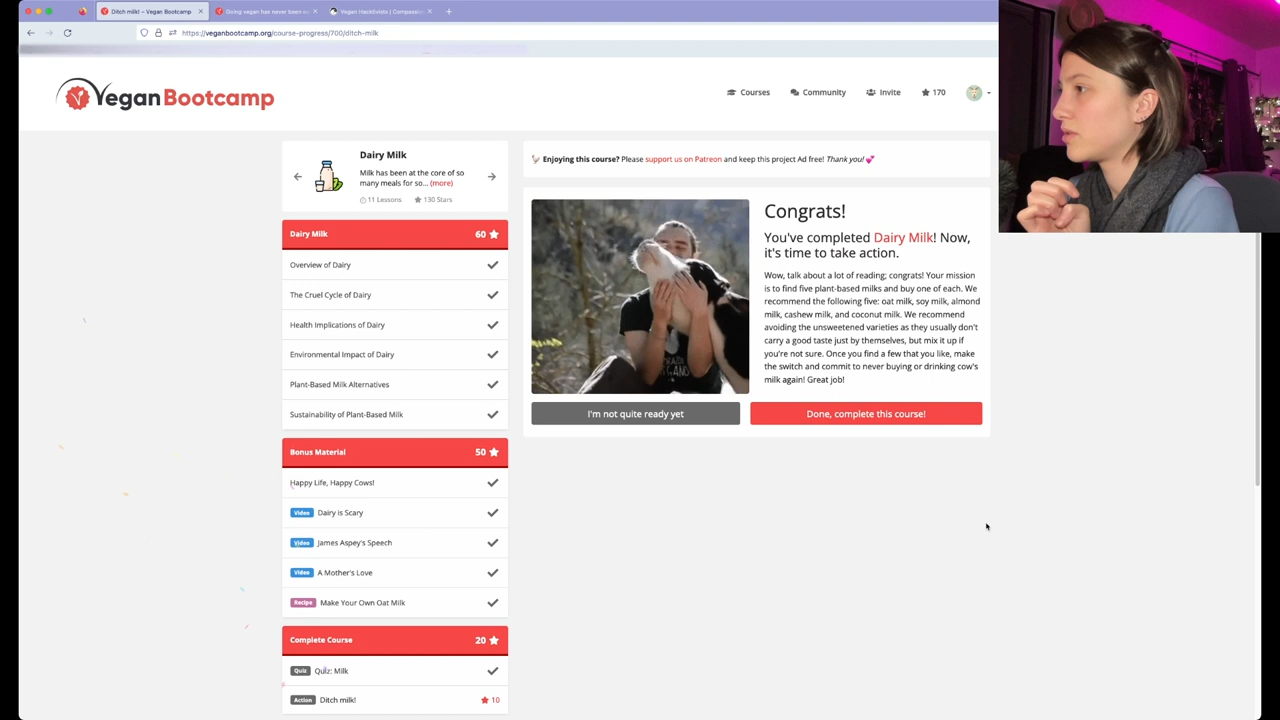 Ditch milk! – Vegan Bootcamp
Going vegan has never been e
Vegan Hacktivists | Compassio
https://veganbootcamp.org/course-progress/700/ditch-milk
Vegan Bootcamp
Courses
Community
Invite
170
Dairy Milk
Milk has been at the core of so
many meals for so... (more)
11 Lessons
130 Stars
Dairy Milk 60
Overview of Dairy
The Cruel Cycle of Dairy
Health Implications of Dairy
Environmental Impact of Dairy
Plant-Based Milk Alternatives
Sustainability of Plant-Based Milk
Bonus Material 50
Happy Life, Happy Cows!
Video Dairy is Scary
Video James Aspey's Speech
Video A Mother's Love
Recipe Make Your Own Oat Milk
Complete Course 20
Quiz Quiz: Milk
Action Ditch milk! 10
Enjoying this course? Please support us on Patreon and keep this project Ad free! Thank you!
Congrats!
You've completed Dairy Milk! Now,
it's time to take action.
Wow, talk about a lot of reading; congrats! Your mission
is to find five plant-based milks and buy one of each. We
recommend the following five: oat milk, soy milk, almond
milk, cashew milk, and coconut milk. We recommend
avoiding the unsweetened varieties as they usually don't
carry a good taste just by themselves, but mix it up if
you're not sure. Once you find a few that you like, make
the switch and commit to never buying or drinking cow's
milk again! Great job!
I'm not quite ready yet
Done, complete this course!